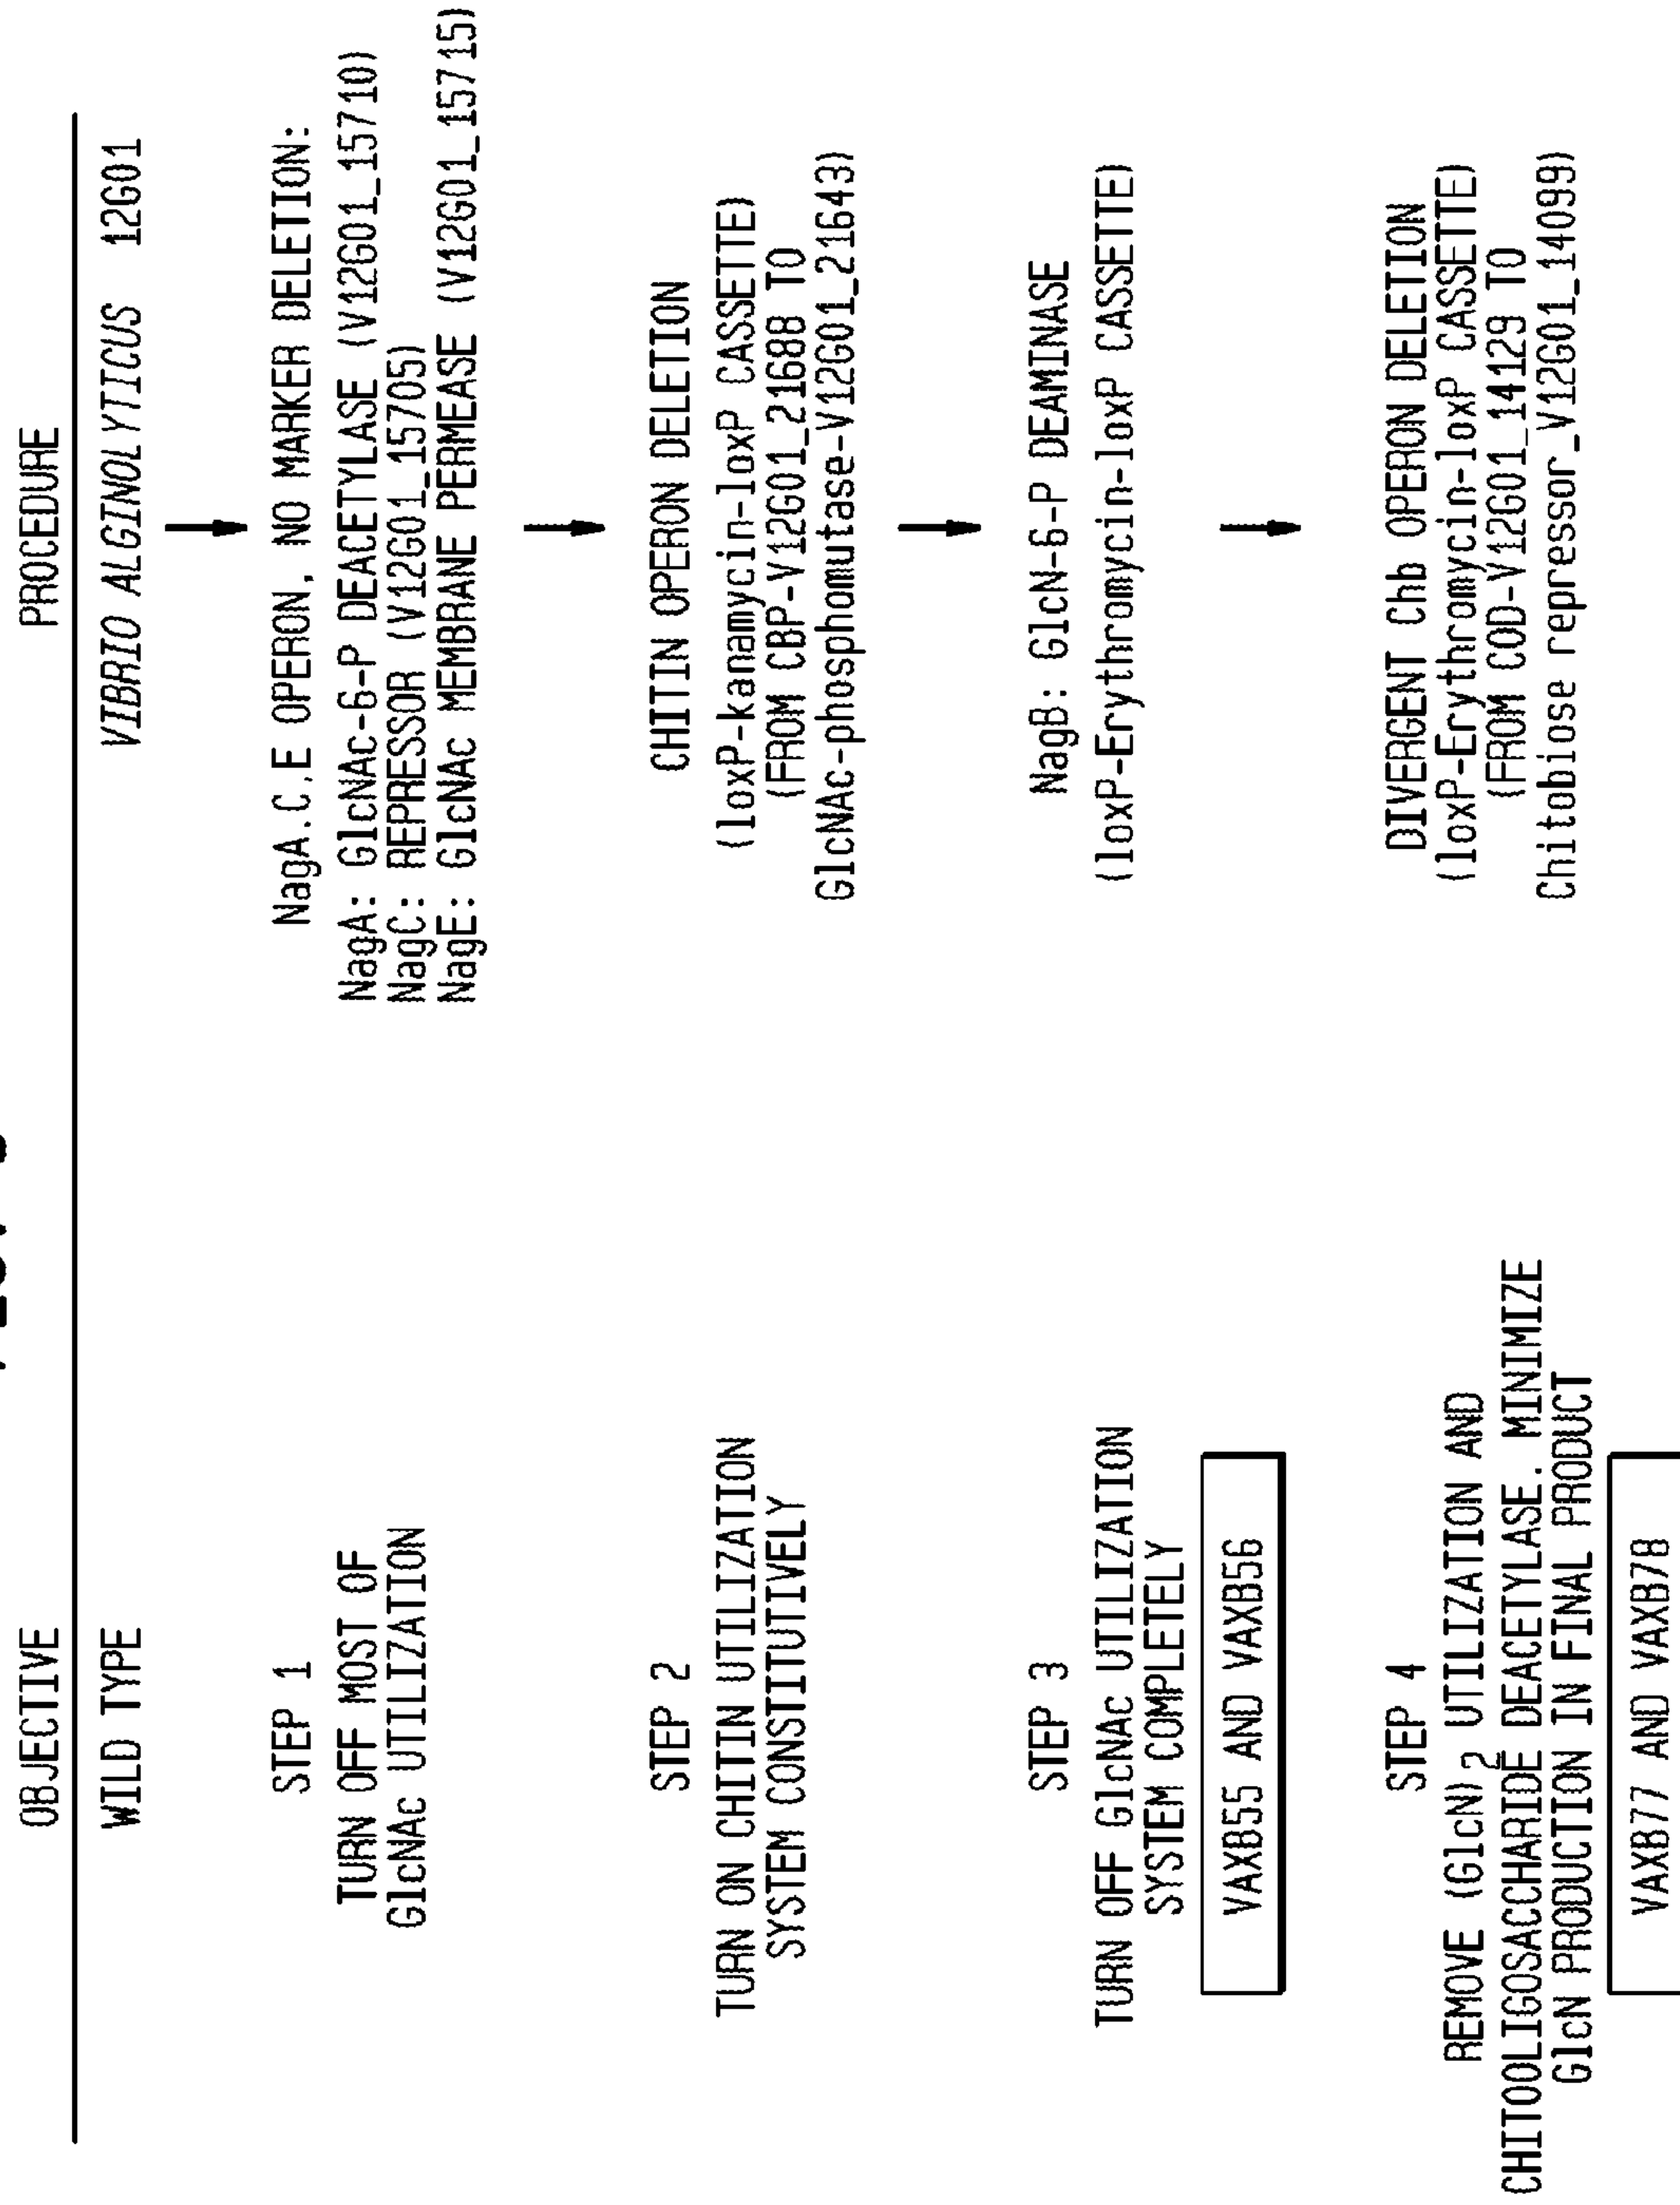 OBJECTIVE
PROCEDURE
WILD TYPE
VIBRIO ALGINOLYTICUS 12G01
STEP 1
TURN OFF MOST OF
GlcNAc UTILIZATION
NagA.C.E OPERON, NO MARKER DELETION:
NagA: GlcNAc-6-P DEACETYLASE (V12G01_15710)
NagC: REPRESSOR (V12G01_15705)
NagE: GlcNAc MEMBRANE PERMEASE (V12G01_15715)
STEP 2
TURN ON CHITIN UTILIZATION
SYSTEM CONSTITUTIVELY
CHITIN OPERON DELETION
(loxP-kanamycin-loxP CASSETTE)
(FROM CBP-V12G01_21688 TO
GlcNAc-phosphomutase-V12G01_21643)
STEP 3
TURN OFF GlcNAc UTILIZATION
SYSTEM COMPLETELY
VAXB55 AND VAXB56
NagB: GlcN-6-P DEAMINASE
(loxP-Erythromycin-loxP CASSETTE)
STEP 4
REMOVE (GlcN)2 UTILIZATION AND
CHITOOLIGOSACCHARIDE DEACETYLASE. MINIMIZE
GlcN PRODUCTION IN FINAL PRODUCT
VAXB77 AND VAXB78
DIVERGENT Chb OPERON DELETION
(loxP-Erythromycin-loxP CASSETTE)
(FROM COD-V12G01_14129 TO
Chitobiose repressor_V12G01_14099)